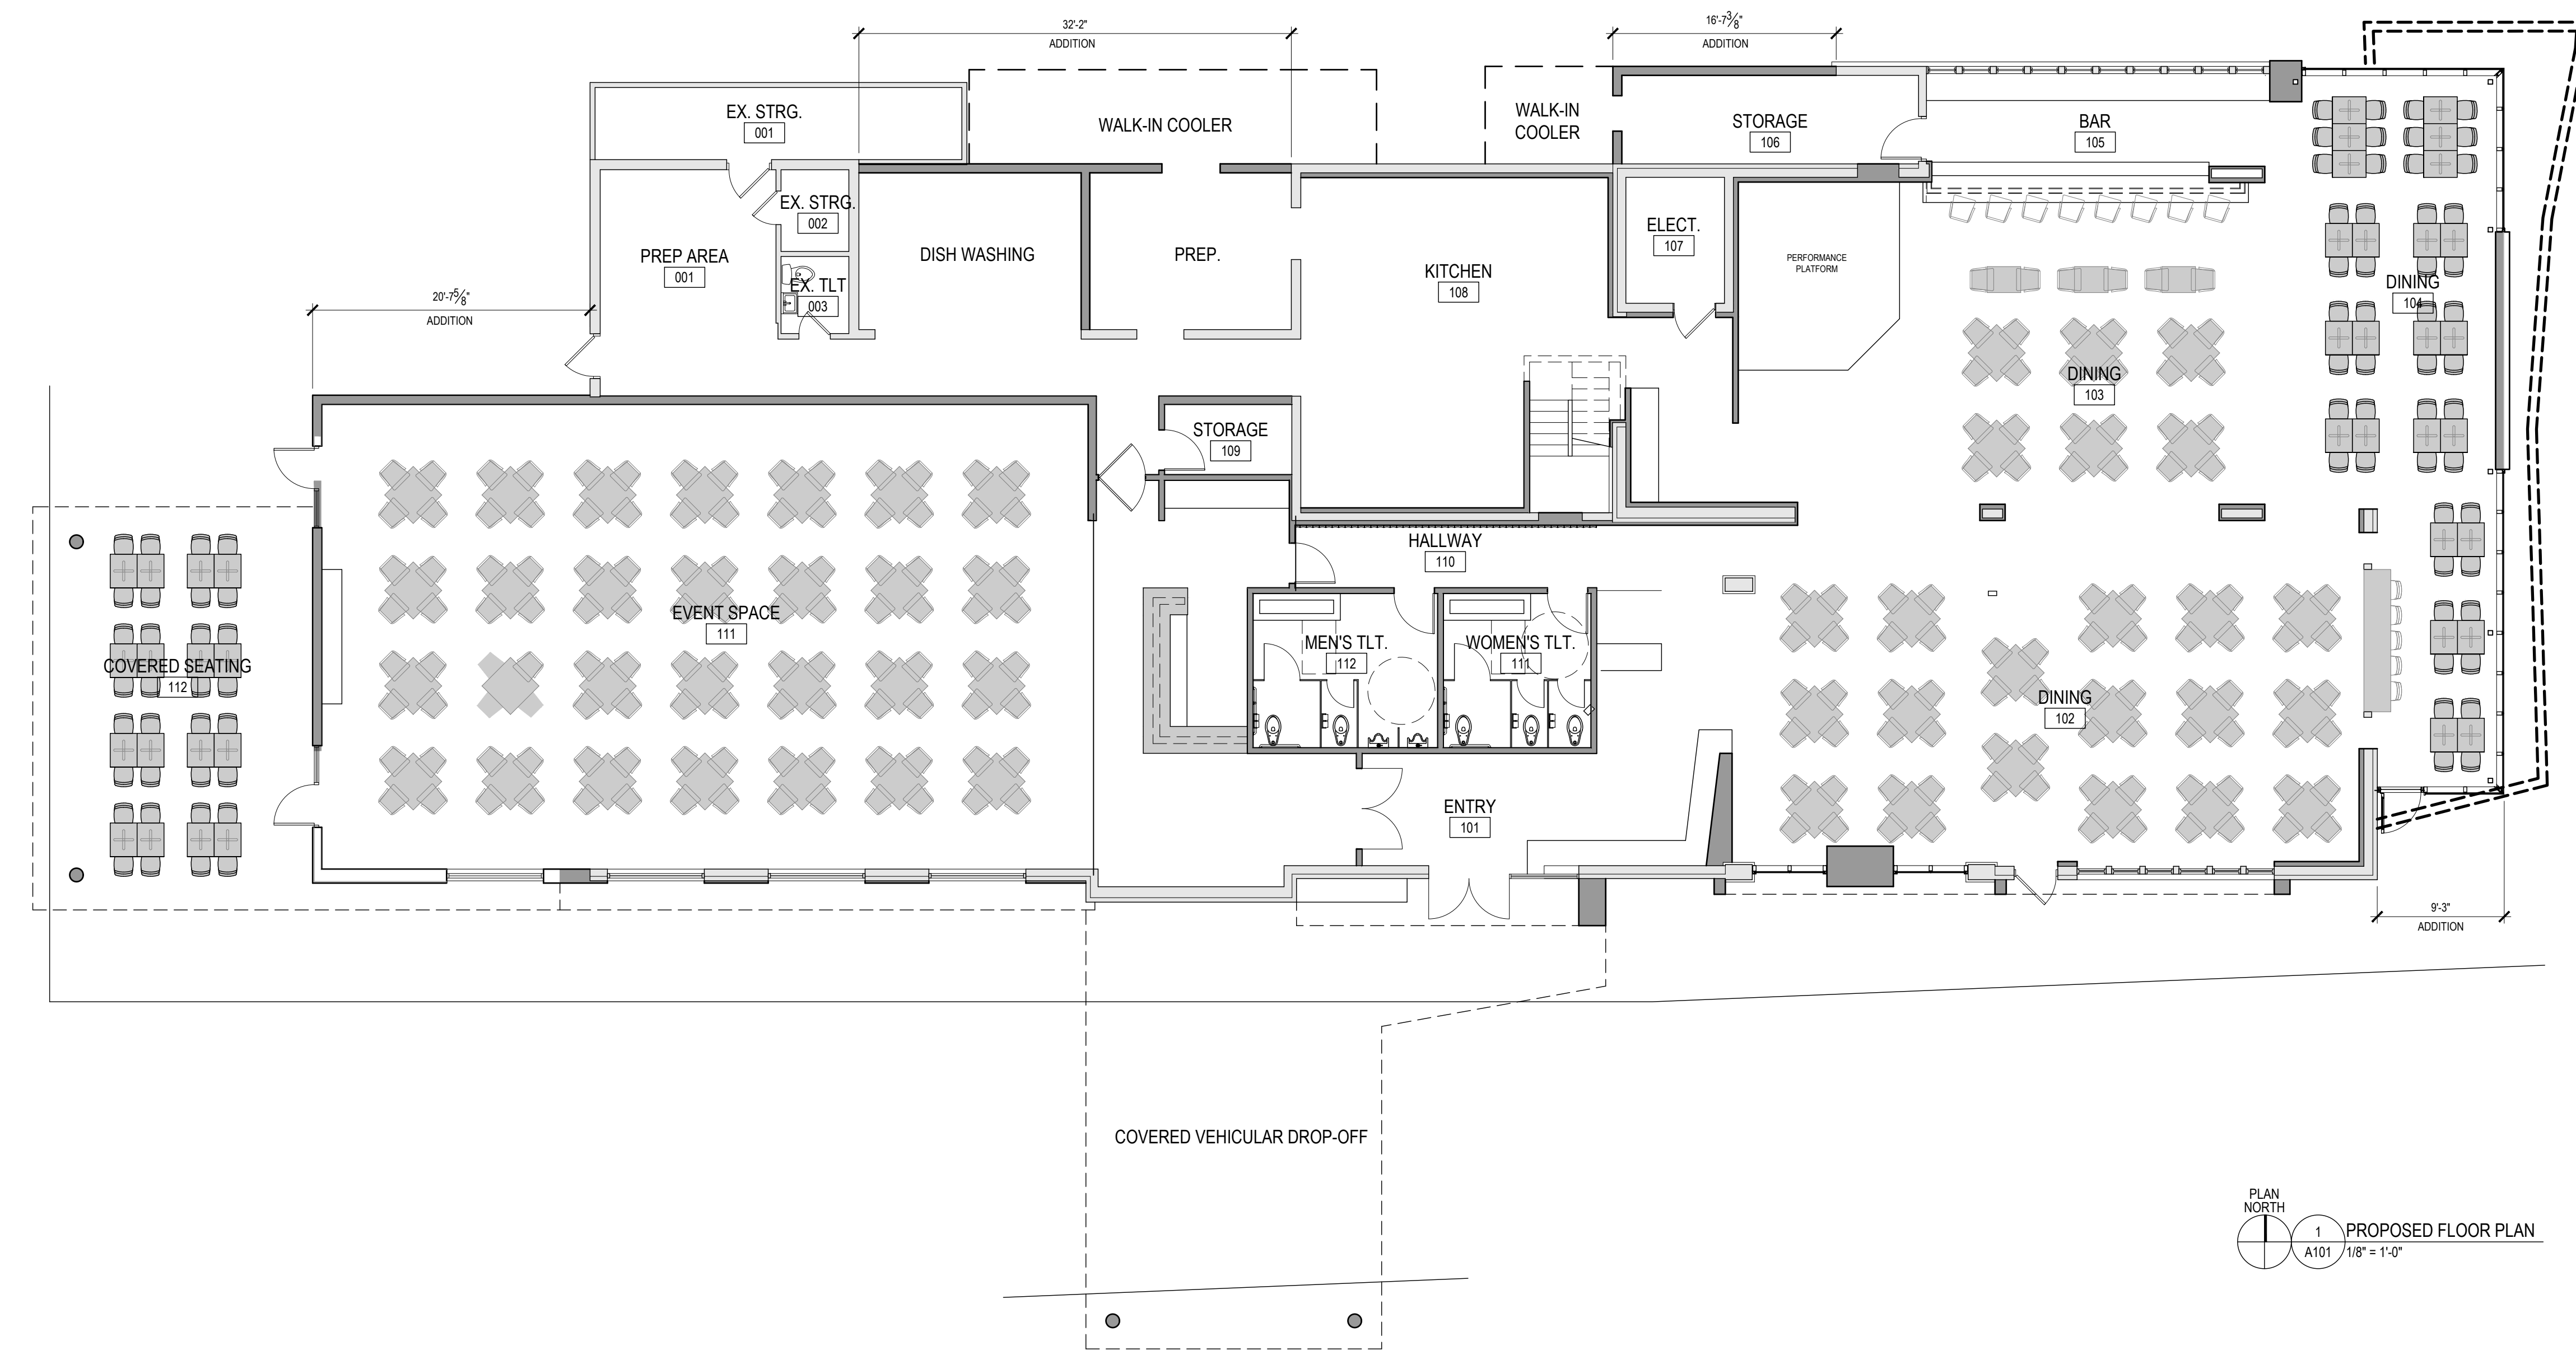 32'-2"
ADDITION
16'-7 3/8"
ADDITION
EX. STRG.
001
WALK-IN COOLER
WALK-IN
COOLER
STORAGE
106
BAR
105
EX. STRG.
002
ELECT.
107
PREP AREA
001
DISH WASHING
PREP.
KITCHEN
108
PERFORMANCE
PLATFORM
EX. TLT
003
DINING
104
20'-7 5/8"
ADDITION
DINING
103
STORAGE
109
HALLWAY
110
EVENT SPACE
111
MEN'S TLT.
112
WOMEN'S TLT.
111
COVERED SEATING
112
DINING
102
ENTRY
101
9'-3"
ADDITION
COVERED VEHICULAR DROP-OFF
PLAN
NORTH
1
A101
PROPOSED FLOOR PLAN
1/8" = 1'-0"